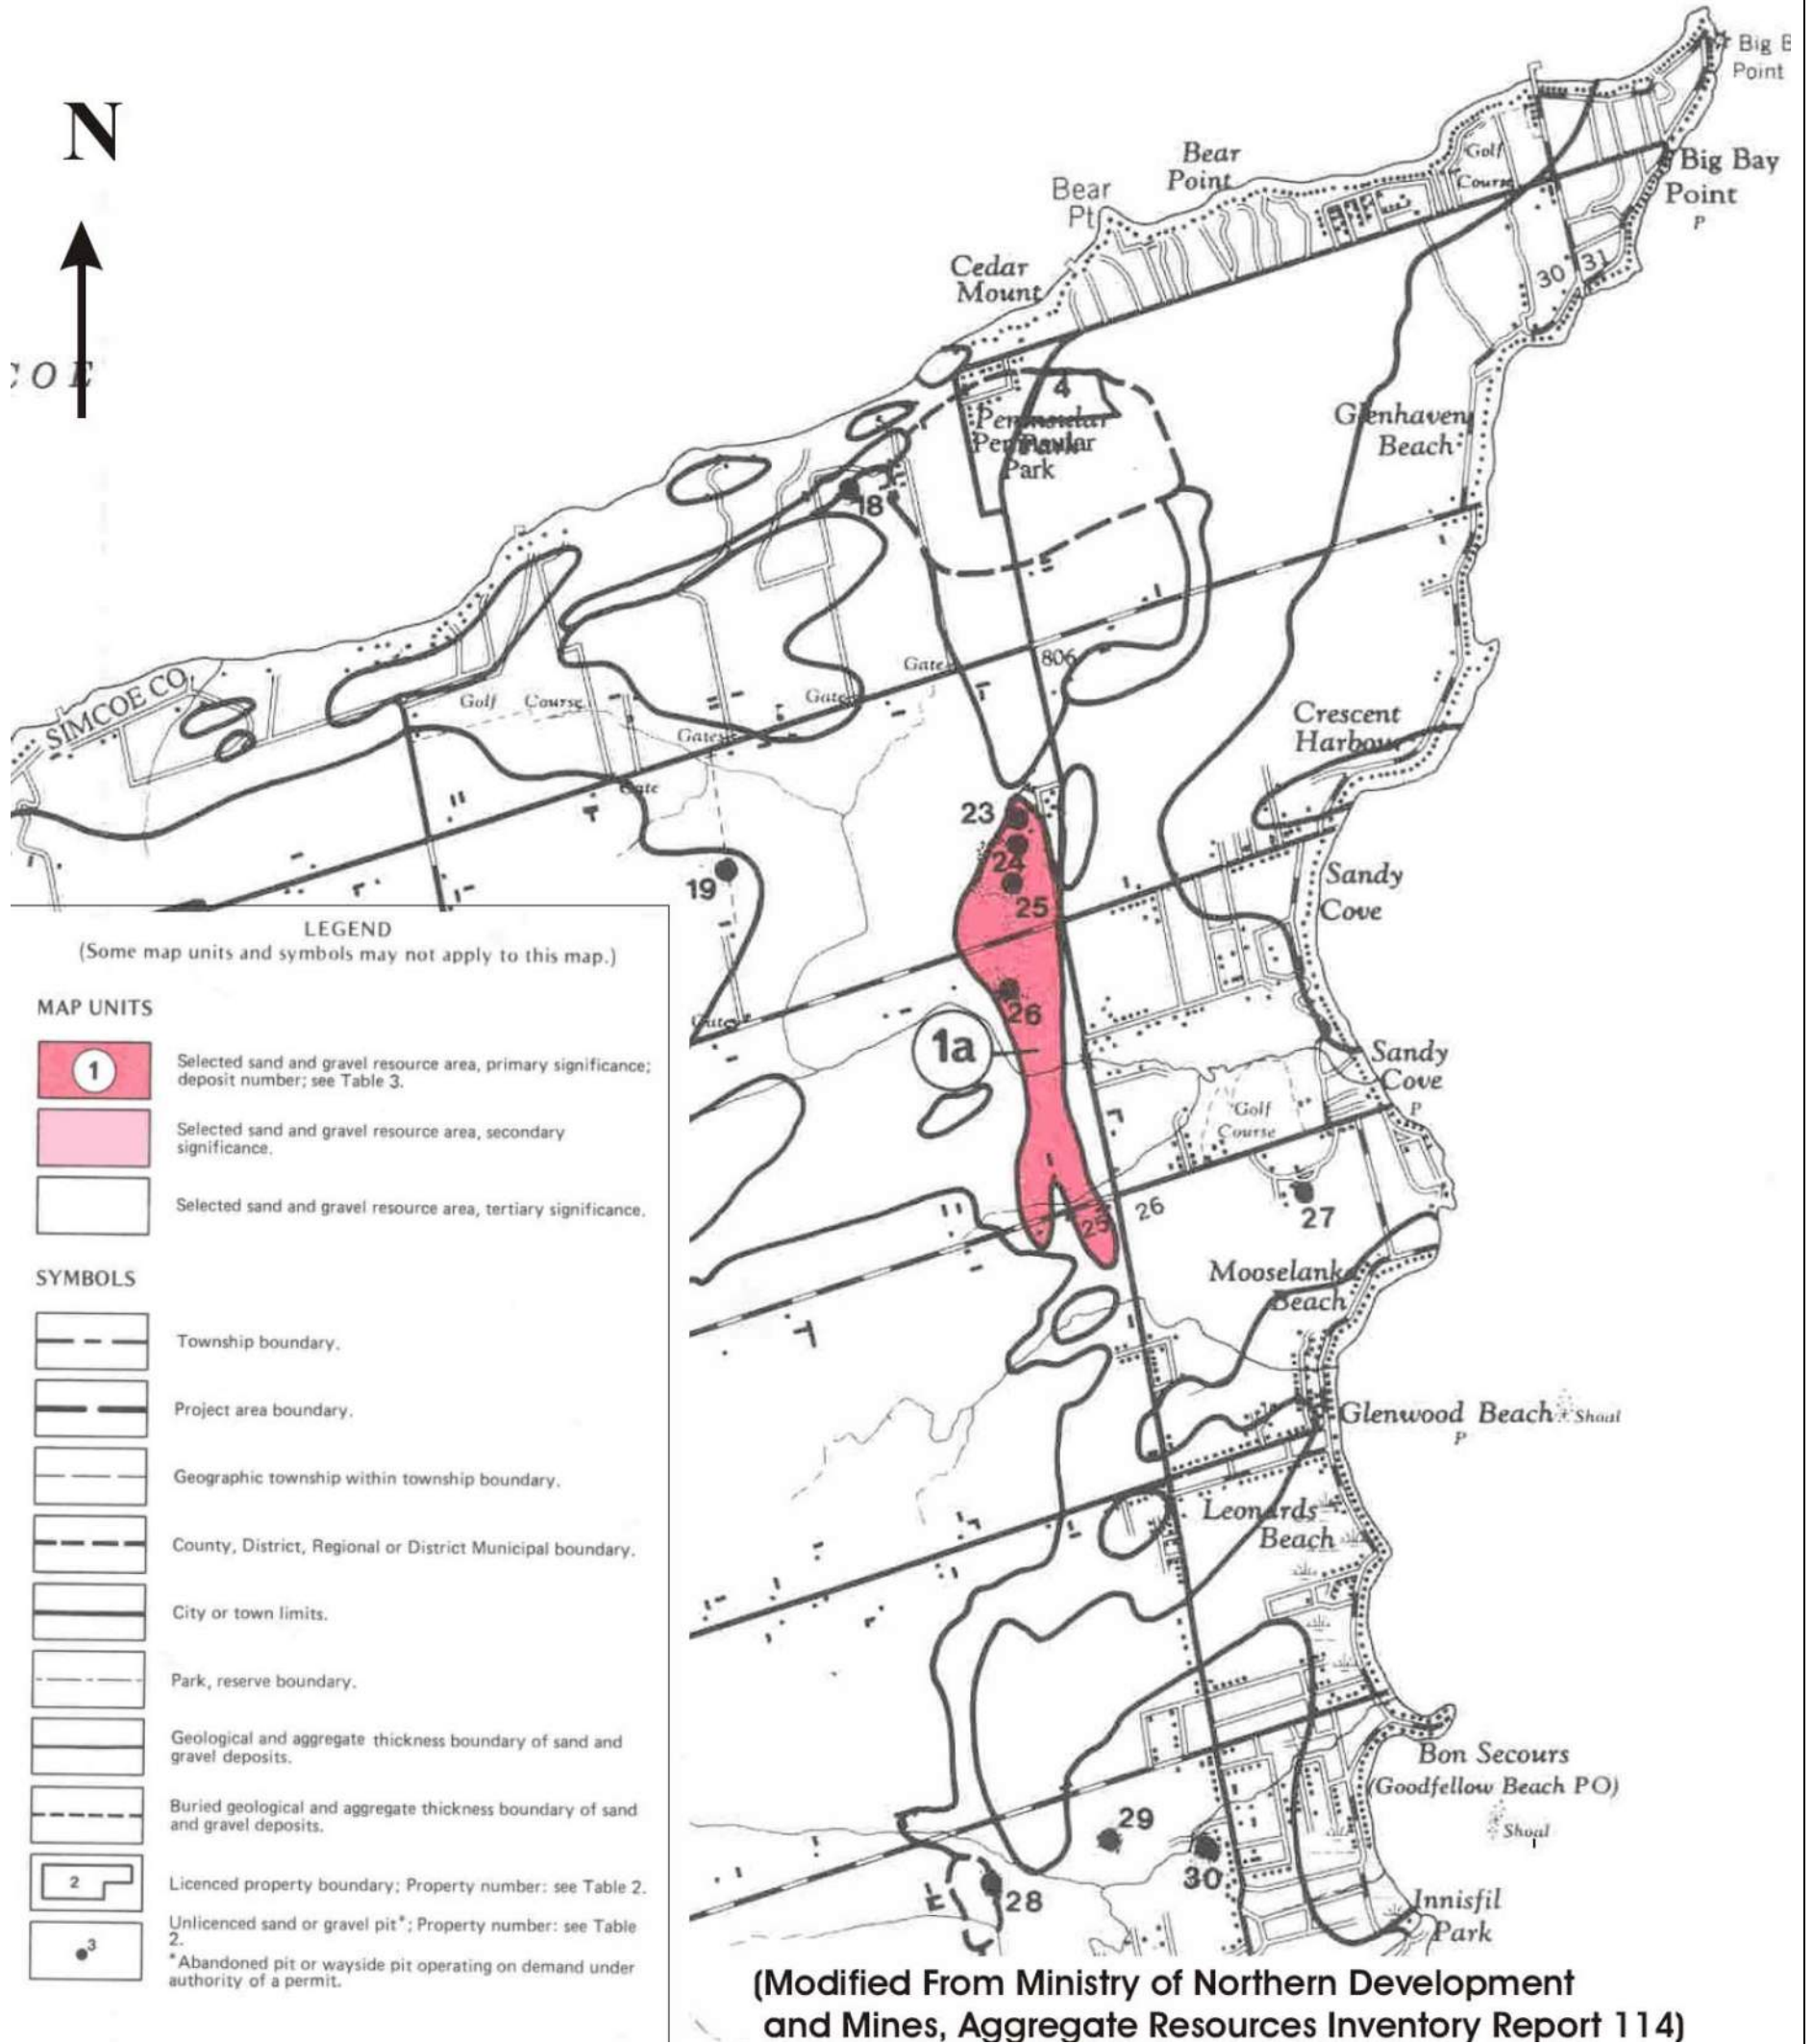 Big B
Point
N
Bear
Point
Bear
Pt
Golf
Course
Big Bay
Point
P
Cedar
Mount
30
31
COE
4
Peninsular
Park
Glenhaven
Beach
5
18
Gate
806
SIMCOE CO
Golf Course
Gate
Gates
Gate
Crescent
Harbour
23
24
19
25
Sandy
Cove
Gates
26
1a
Sandy
Cove
P
Golf
Course
25
26
27
Mooselanka
Beach
Glenwood Beach
Shoal
P
Leonards
Beach
Bon Secours
(Goodfellow Beach PO)
Shoal
29
30
28
Innisfil
Park
LEGEND
(Some map units and symbols may not apply to this map.)
MAP UNITS
1
Selected sand and gravel resource area, primary significance;
deposit number; see Table 3.
Selected sand and gravel resource area, secondary
significance.
Selected sand and gravel resource area, tertiary significance.
SYMBOLS
Township boundary.
Project area boundary.
Geographic township within township boundary.
County, District, Regional or District Municipal boundary.
City or town limits.
Park, reserve boundary.
Geological and aggregate thickness boundary of sand and
gravel deposits.
Buried geological and aggregate thickness boundary of sand
and gravel deposits.
2
Licenced property boundary; Property number: see Table 2.
3
Unlicenced sand or gravel pit*; Property number: see Table
2.
*Abandoned pit or wayside pit operating on demand under
authority of a permit.
(Modified From Ministry of Northern Development
and Mines, Aggregate Resources Inventory Report 114)